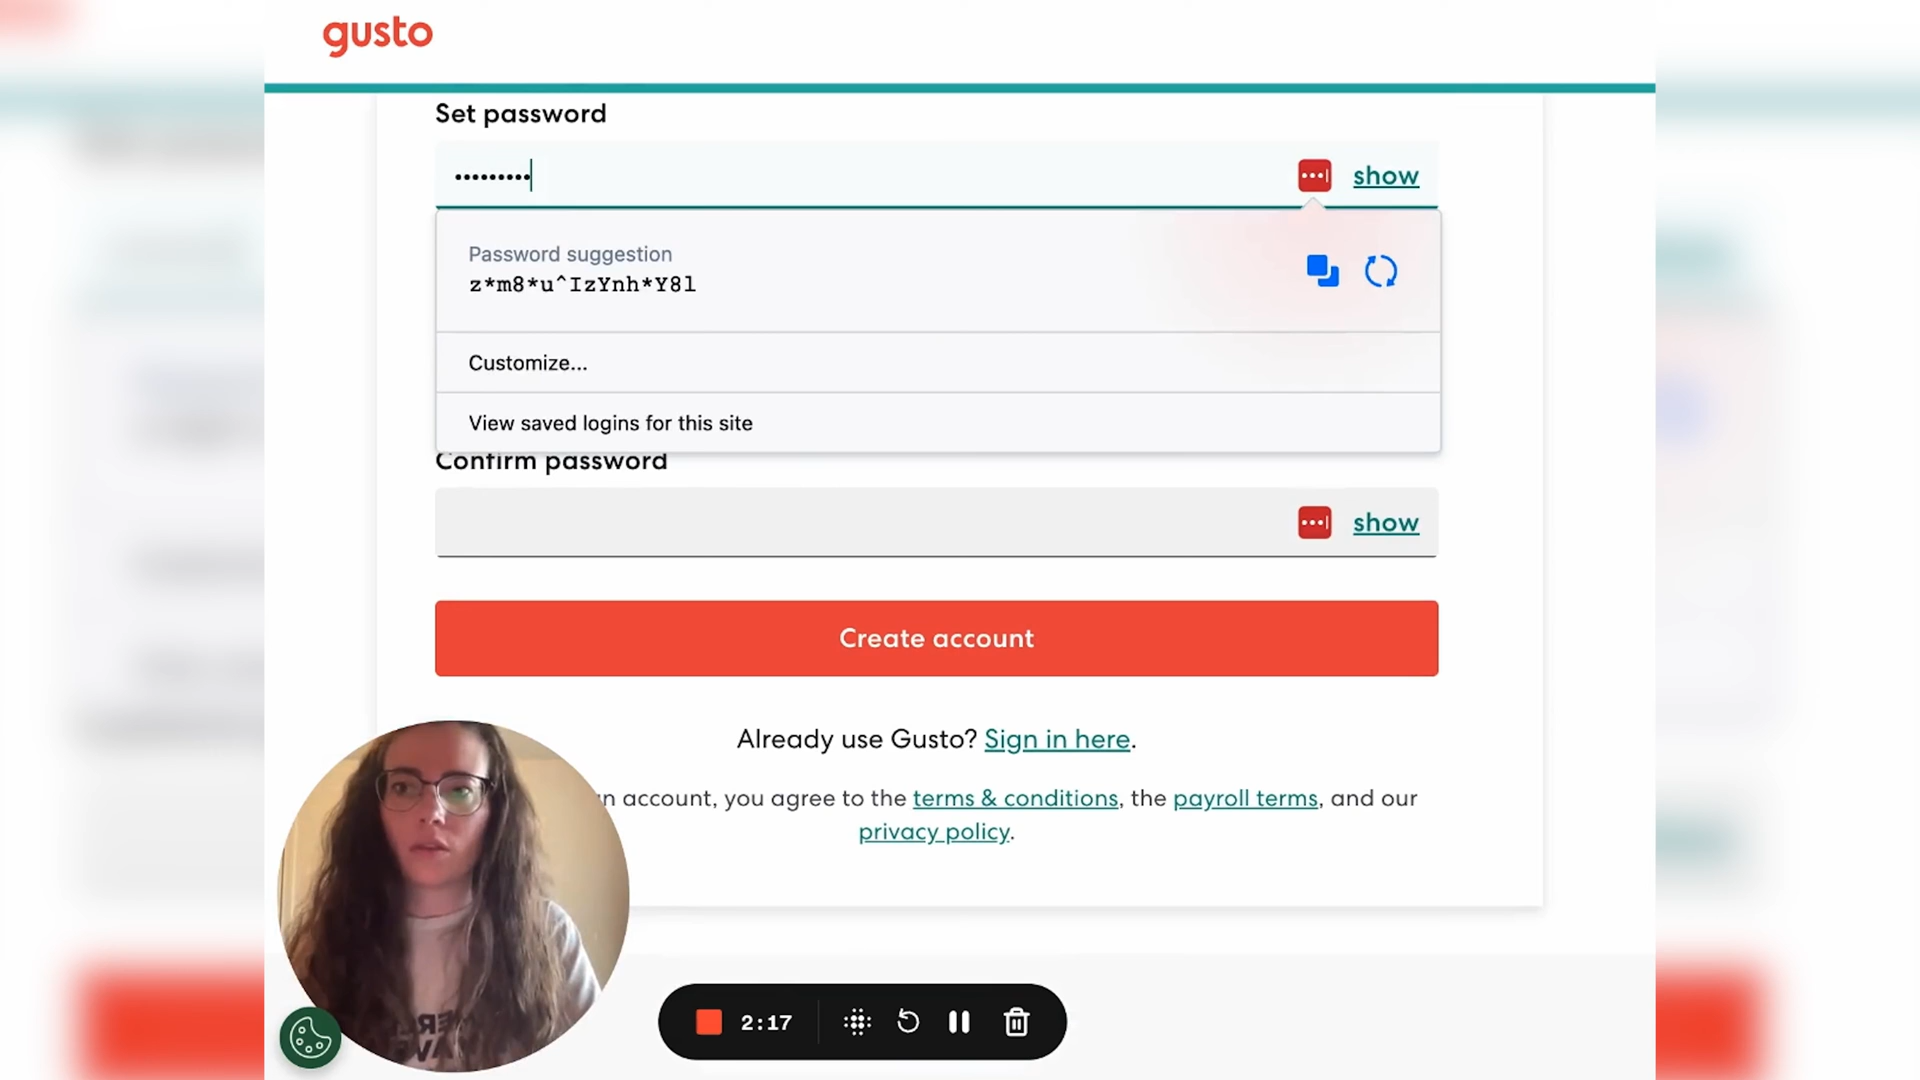 gusto
Set password
•••••••••
show
Password suggestion
z*m8*u^IzYnh*Y8l
Customize...
View saved logins for this site
Confirm password
show
Create account
Already use Gusto? Sign in here.
n account, you agree to the terms & conditions, the payroll terms, and our
privacy policy.
2:17